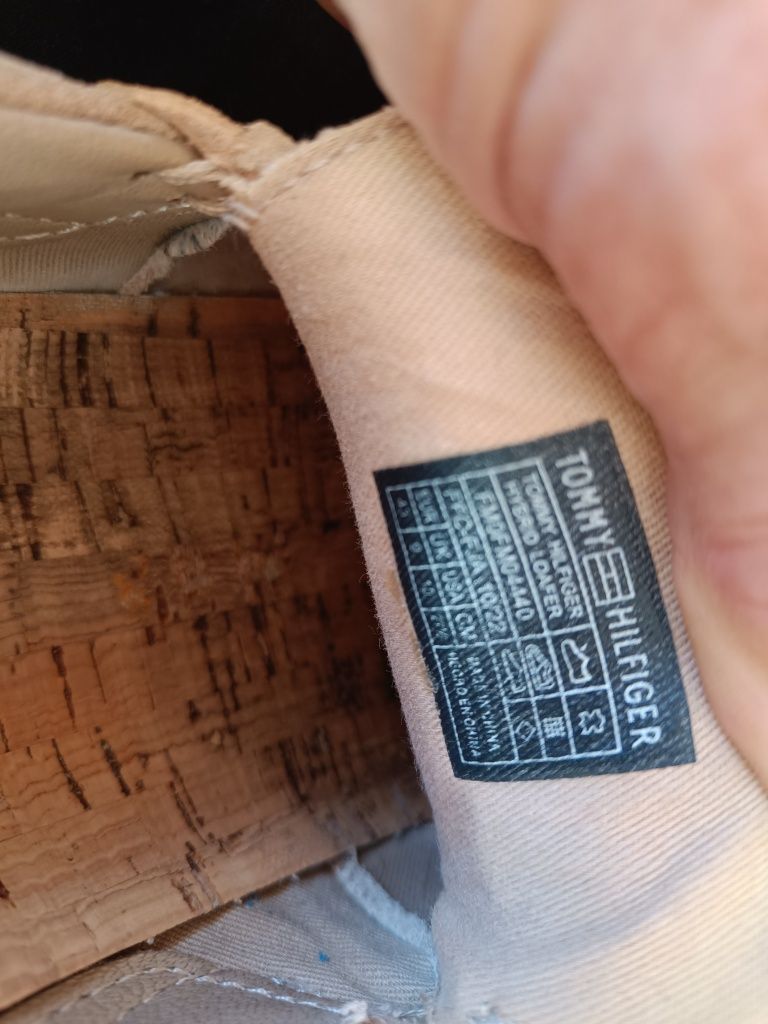 TOMMY HILFIGER
TOMMY HILFIGER
HYBRID LOAFER
FM0FM04440
EUR UK USA CM
MADE IN CHINA
HECHO EN CHINA